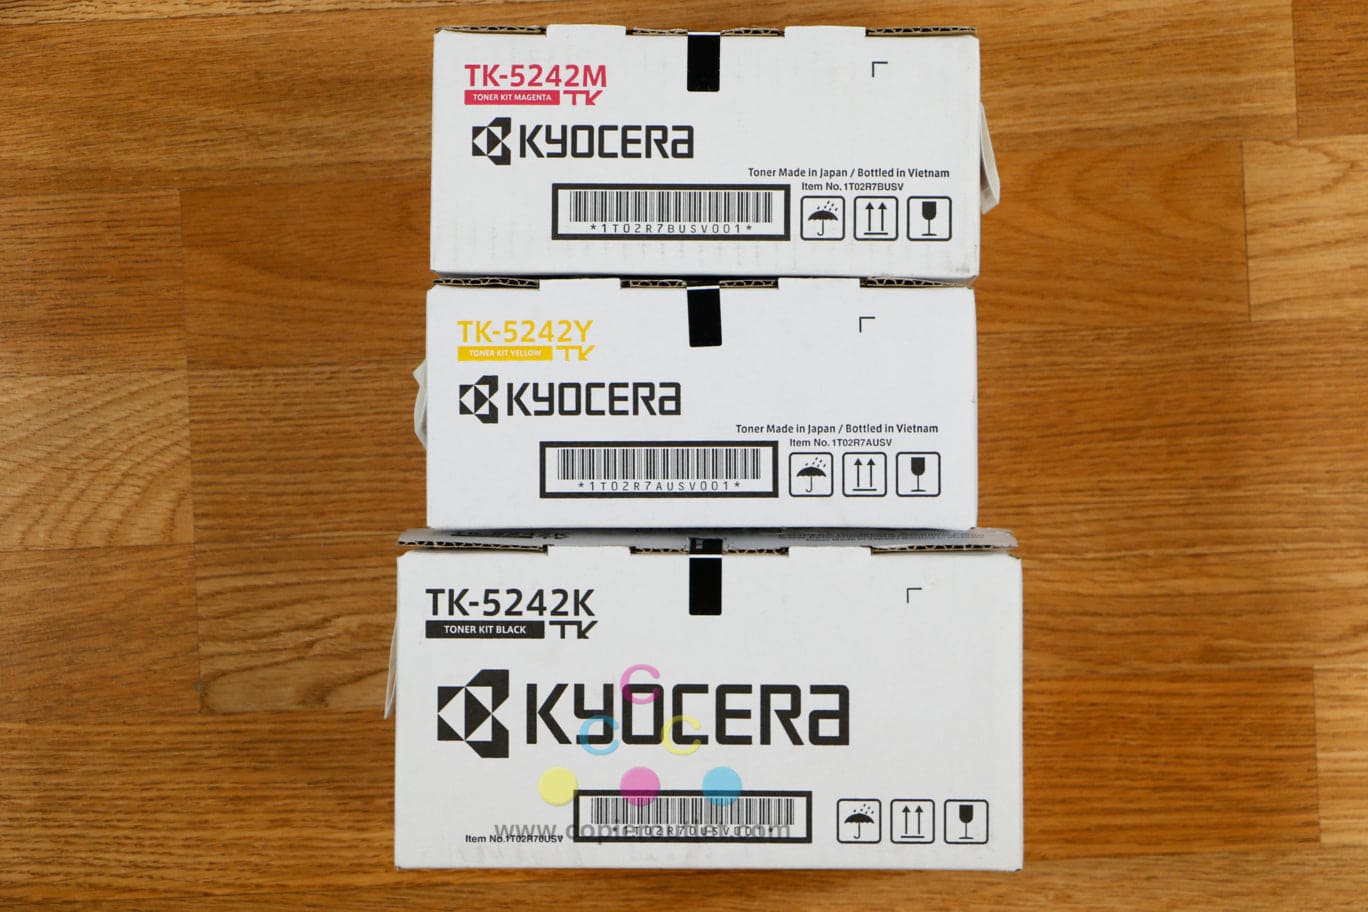 TK-5242M
TONER KIT MAGENTA TK
KYOCERA
Toner Made in Japan / Bottled in Vietnam
Item No. 1T02R7BUSV
*1T02R7BUSV001*
TK-5242Y
TONER KIT YELLOW TK
KYOCERA
Toner Made in Japan / Bottled in Vietnam
Item No. 1T02R7AUSV
*1T02R7AUSV001*
TK-5242K
TONER KIT BLACK TK
KYOCERA
C
C C
Item No.1T02R70USV
*1T02R70USV001*